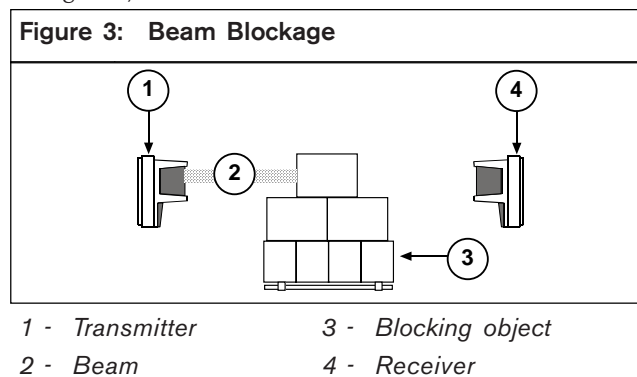 Figure 3: Beam Blockage
1
4
2
3
1 - Transmitter
3 - Blocking object
2 - Beam
4 - Receiver